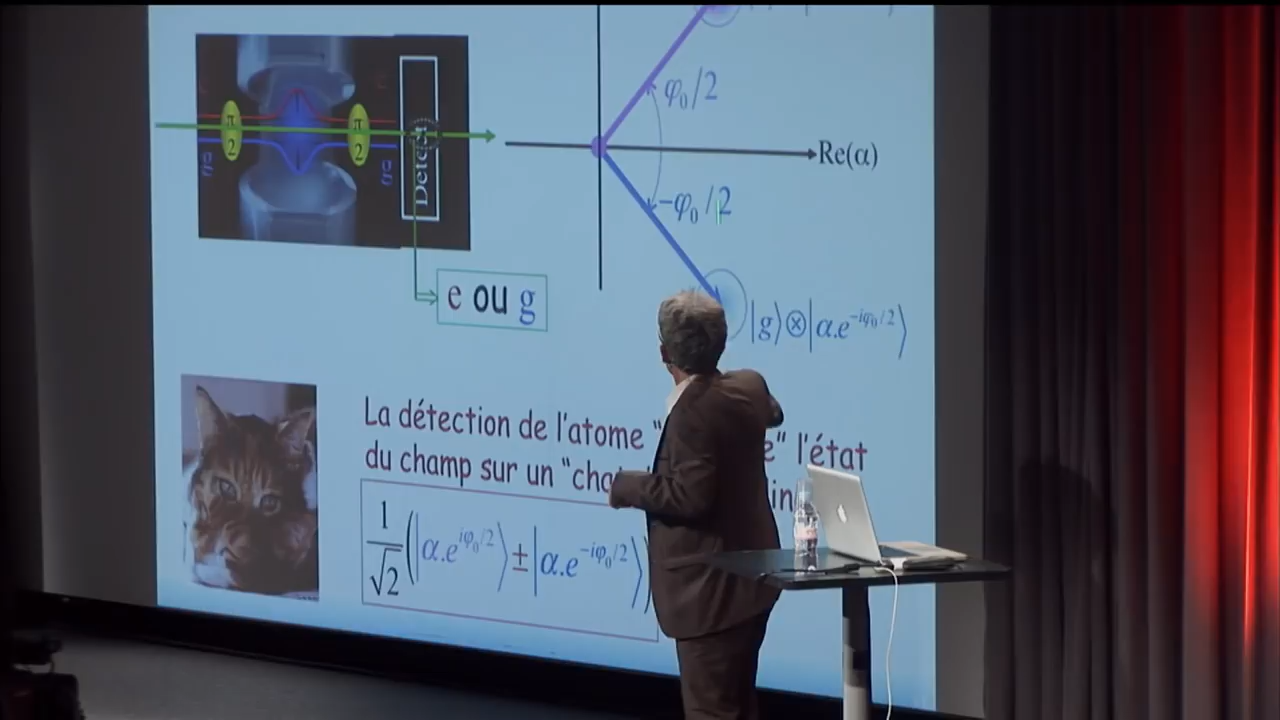 φ₀/2
Re(α)
π/2
π/2
g
g
Detect
-φ₀/2
e ou g
|g⟩⊗|α.e^{-iφ₀/2}⟩
La détection de l'atome " e" l'état
du champ sur un "cha
1/√2 (|α.e^{iφ₀/2}⟩ ± |α.e^{-iφ₀/2}⟩)